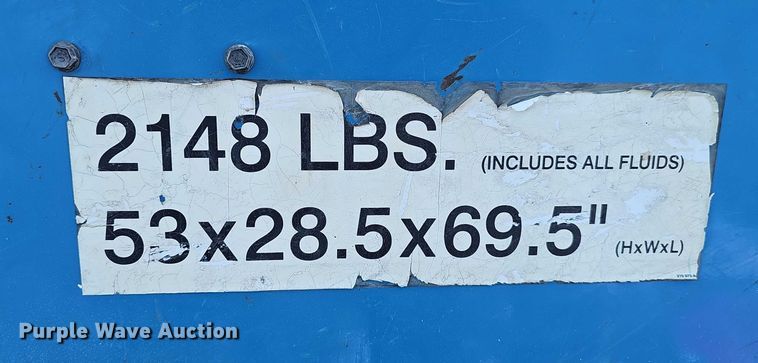 2148 LBS. (INCLUDES ALL FLUIDS)
53x28.5x69.5" (HxWxL)
Purple Wave Auction